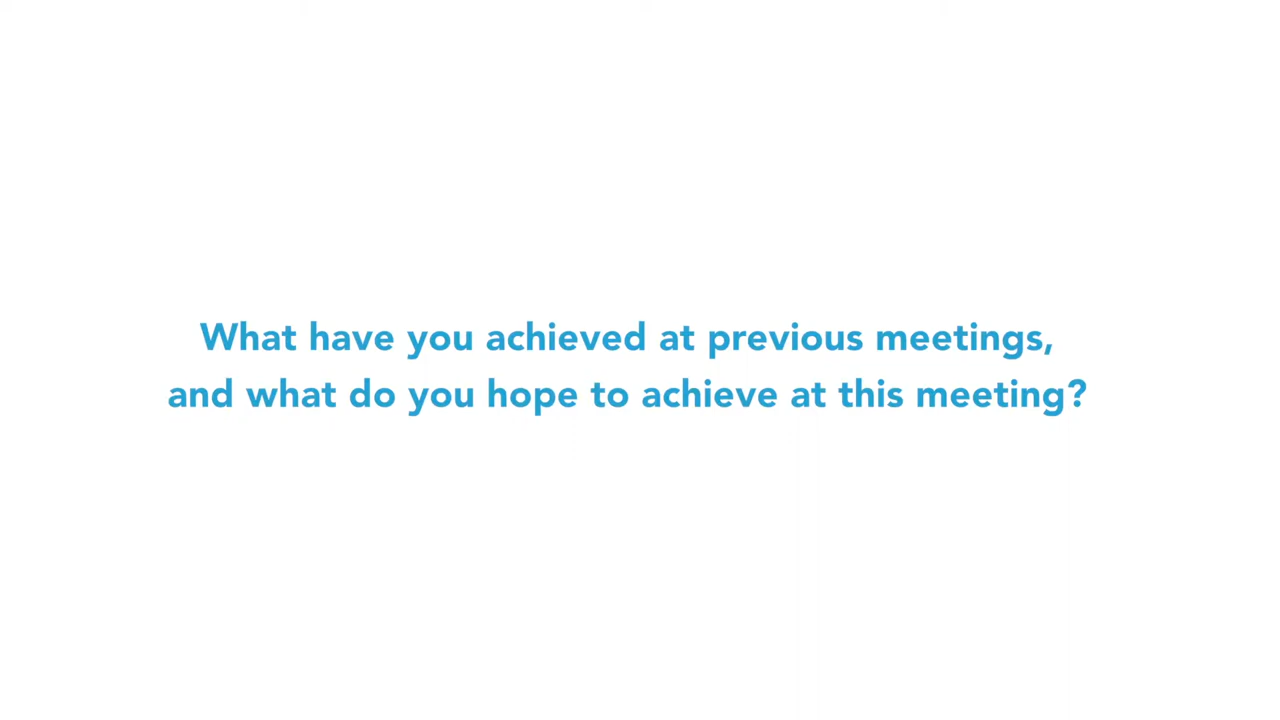 What have you achieved at previous meetings,
and what do you hope to achieve at this meeting?